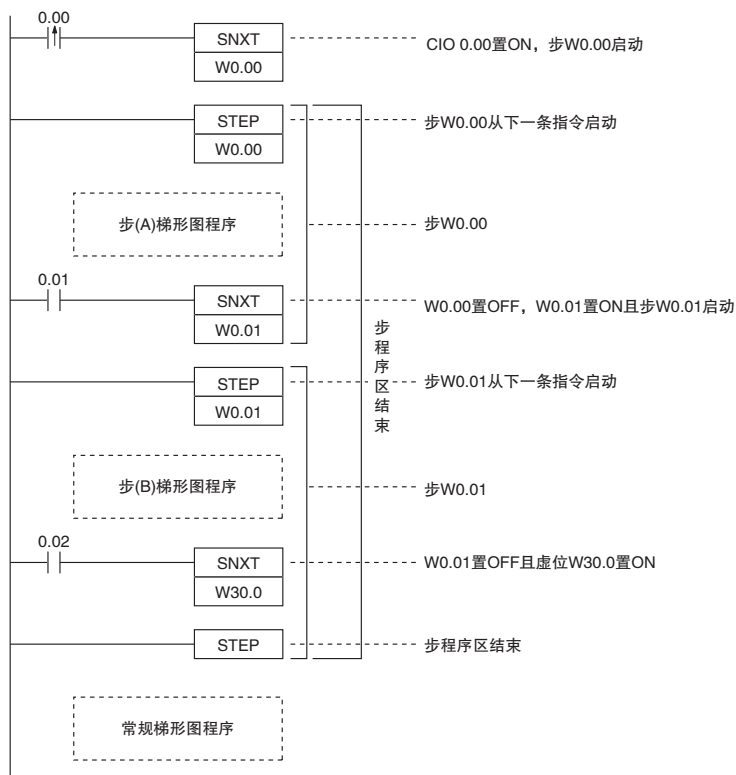 0.00
SNXT
W0.00
CIO 0.00置ON，步W0.00启动
STEP
W0.00
步W0.00从下一条指令启动
步(A)梯形图程序
步W0.00
0.01
SNXT
W0.01
W0.00置OFF，W0.01置ON且步W0.01启动
步程序区结束
STEP
W0.01
步W0.01从下一条指令启动
步(B)梯形图程序
步W0.01
0.02
SNXT
W30.0
W0.01置OFF且虚位W30.0置ON
STEP
步程序区结束
常规梯形图程序